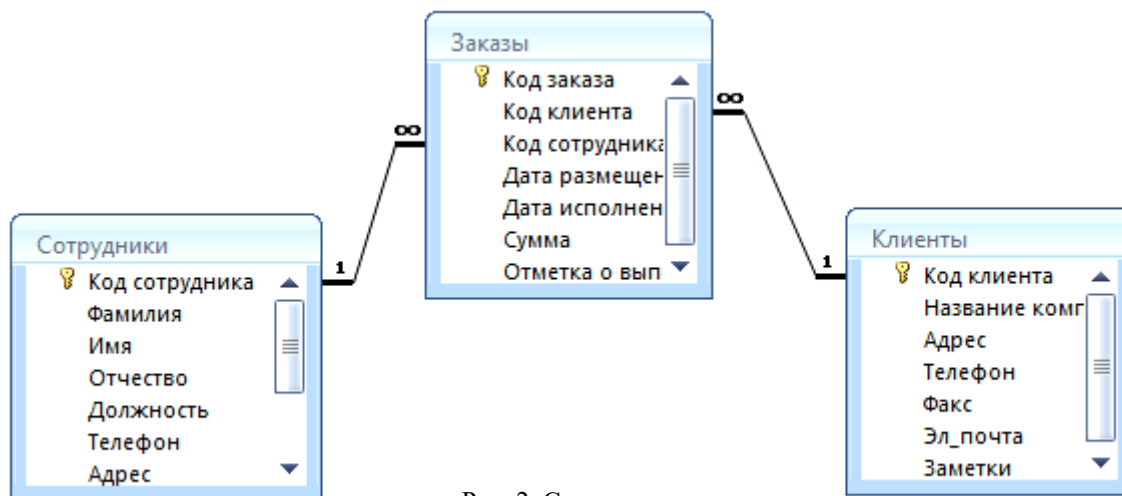 Заказы
Код заказа
Код клиента
Код сотрудника
Дата размещен
Дата исполнен
Сумма
Отметка о вып
∞
∞
Сотрудники
Код сотрудника
Фамилия
Имя
Отчество
Должность
Телефон
Адрес
1
1
Клиенты
Код клиента
Название комп
Адрес
Телефон
Факс
Эл_почта
Заметки